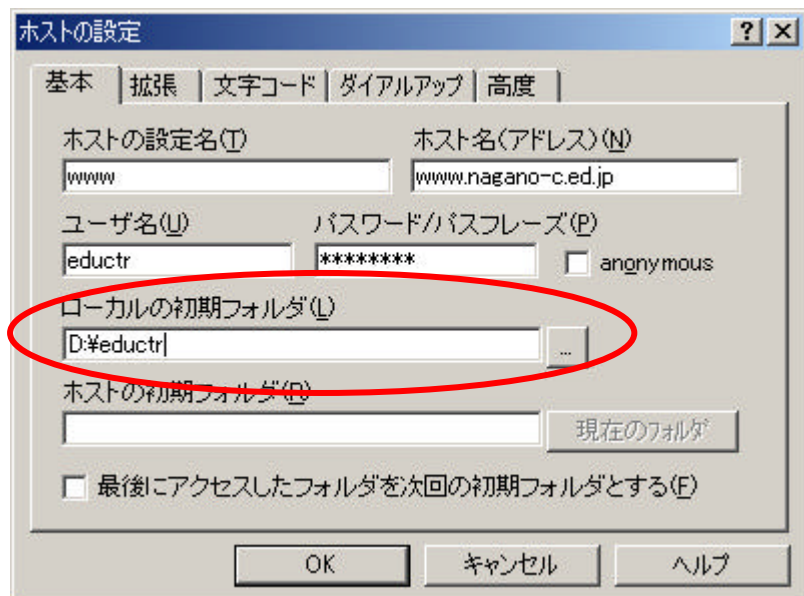 ホストの設定
基本 拡張 文字コード ダイアルアップ 高度
ホストの設定名(T) ホスト名(アドレス)(N)
www www.nagano-c.ed.jp
ユーザ名(U) パスワード/パスフレーズ(P)
eductr ******** anonymous
ローカルの初期フォルダ(L)
D:¥eductr ...
ホストの初期フォルダ(R)
現在のフォルダ
最後にアクセスしたフォルダを次回の初期フォルダとする(F)
OK キャンセル ヘルプ